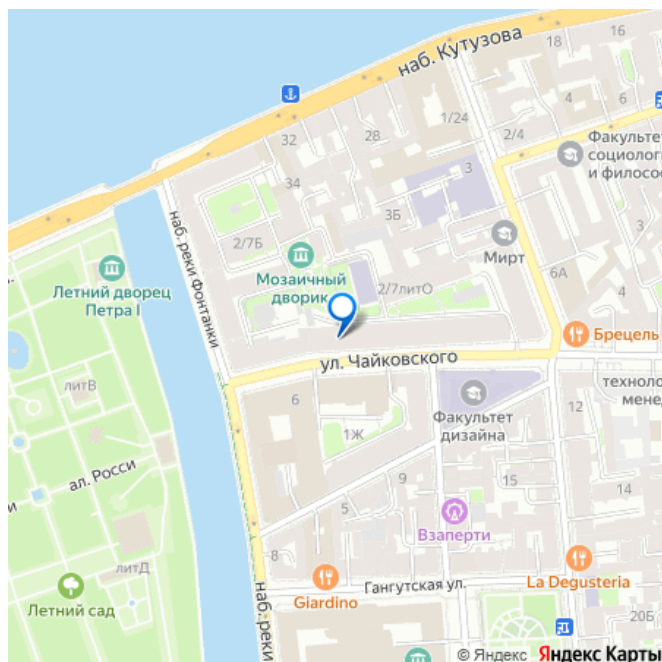 наб. Кутузова
16
18
1/24
6
4
2/4
32
28
Факультет
социолог
и философ
3
34
3Б
наб. реки Фонтанки
2/7Б
Мирт
Летний дворец
Петра I
Мозаичный
дворик
2/7литО
6А
4
Брецель
ул. Чайковского
техноло
менед
литВ
6
Факультет
дизайна
12
1Ж
ал. Росси
9
15
14
5
Взаперти
8
литД
Летний сад
Giardino
Гангутская ул.
La Degusteria
наб. реки
20Б
© Яндекс Яндекс Карты